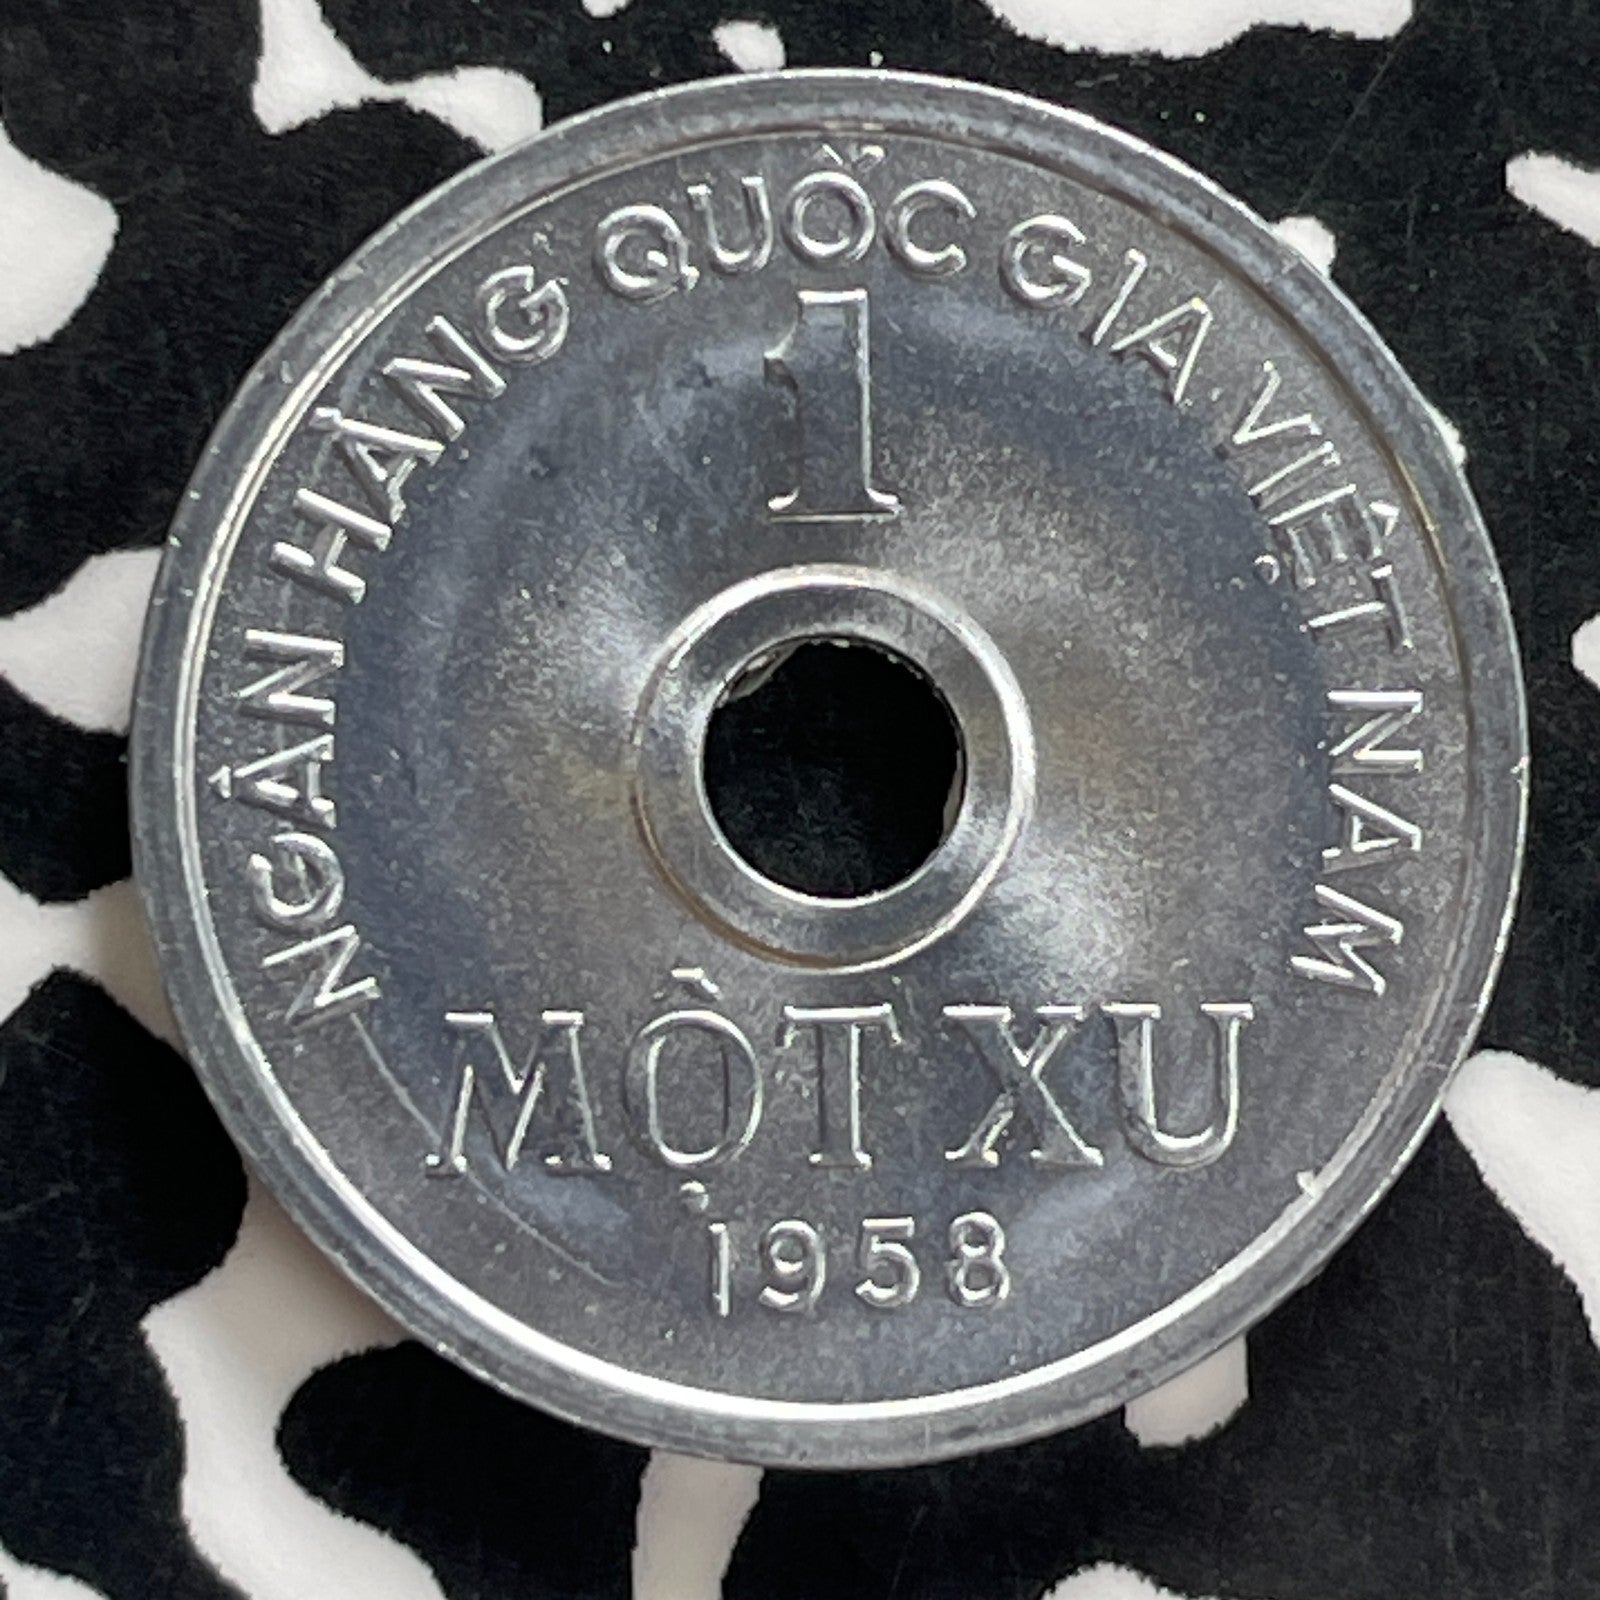 NGÂN HÀNG QUỐC GIA VIỆT NAM
1
MỘT XU
1958